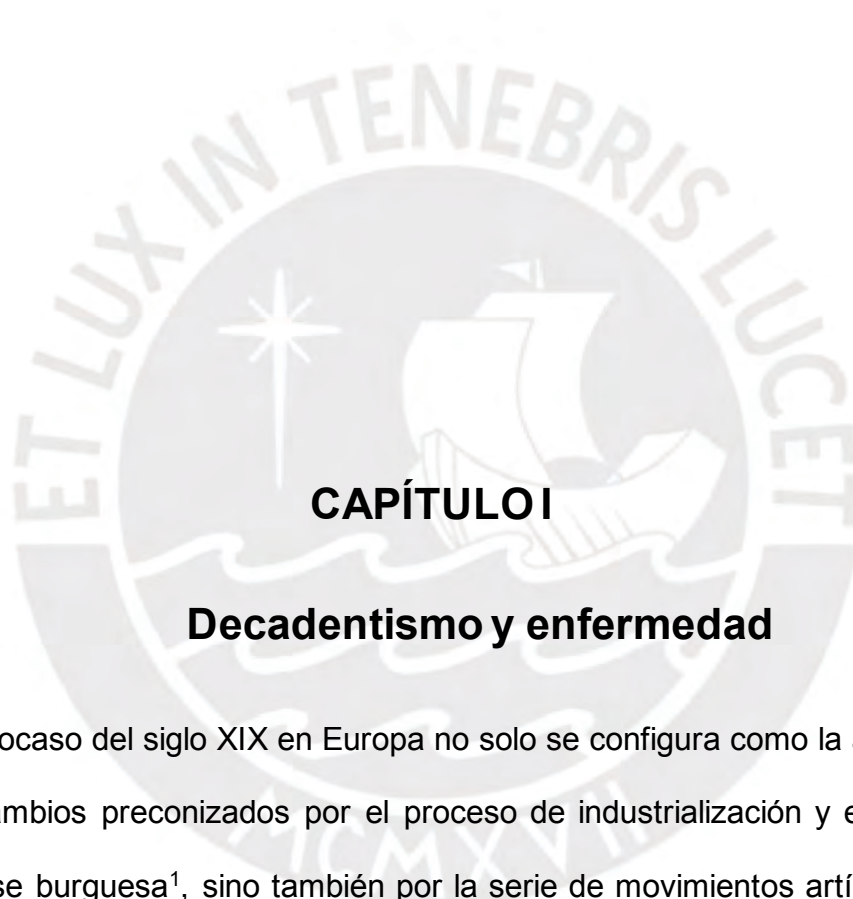 ET LUX IN TENEBRIS LUCET
CAPÍTULO I
Decadentismo y enfermedad
ocaso del siglo XIX en Europa no solo se configura como la
ambios preconizados por el proceso de industrialización y e
se burguesa¹, sino también por la serie de movimientos artí
MCMXVII